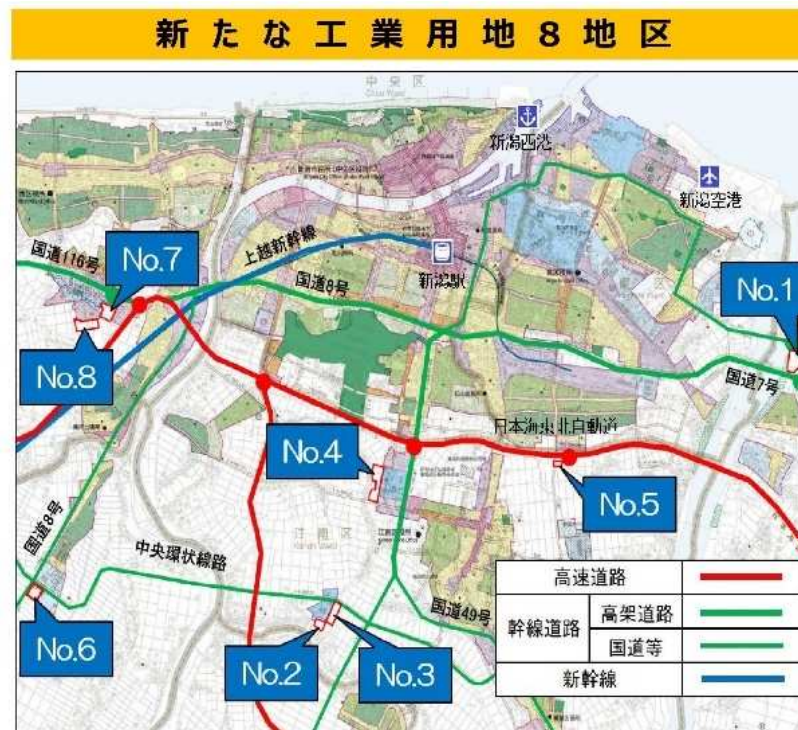 新たな工業用地8地区
中央区
新潟西港
新潟空港
国道116号
No.7
上越新幹線
国道8号
新潟駅
No.1
No.8
国道7号
日本海東北自動道
No.4
No.5
江南区
国道8号
中央環状線路
国道49号
No.6
No.2
No.3
高速道路
幹線道路
高架道路
国道等
新幹線